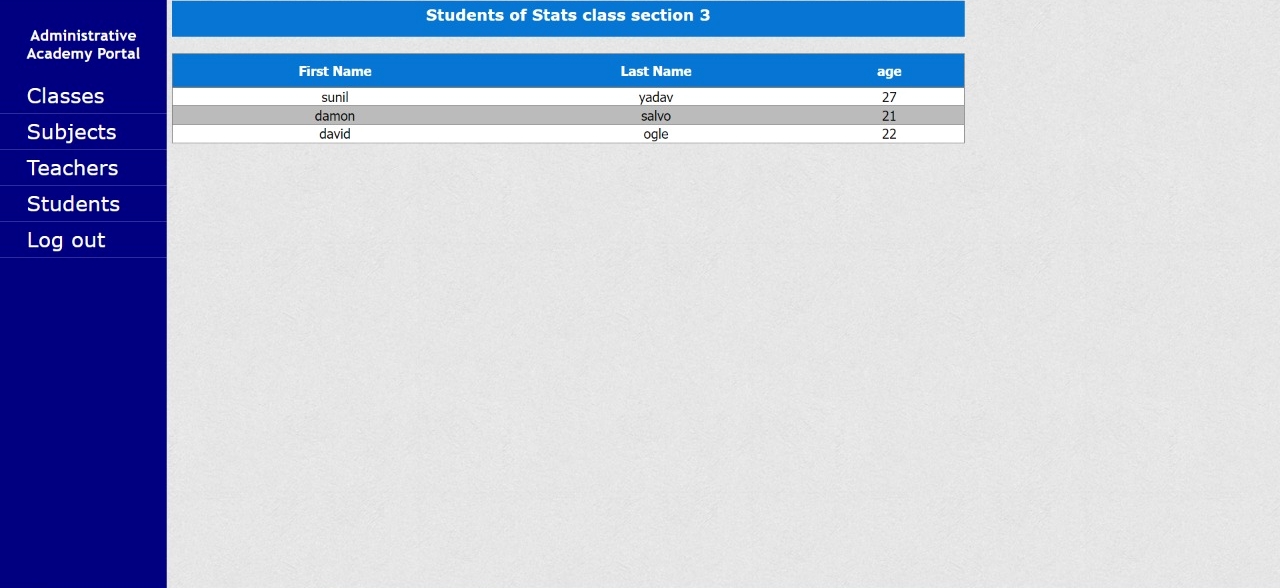 Administrative
Academy Portal
Classes
Subjects
Teachers
Students
Log out
Students of Stats class section 3
First Name Last Name age
sunil yadav 27
damon salvo 21
david ogle 22